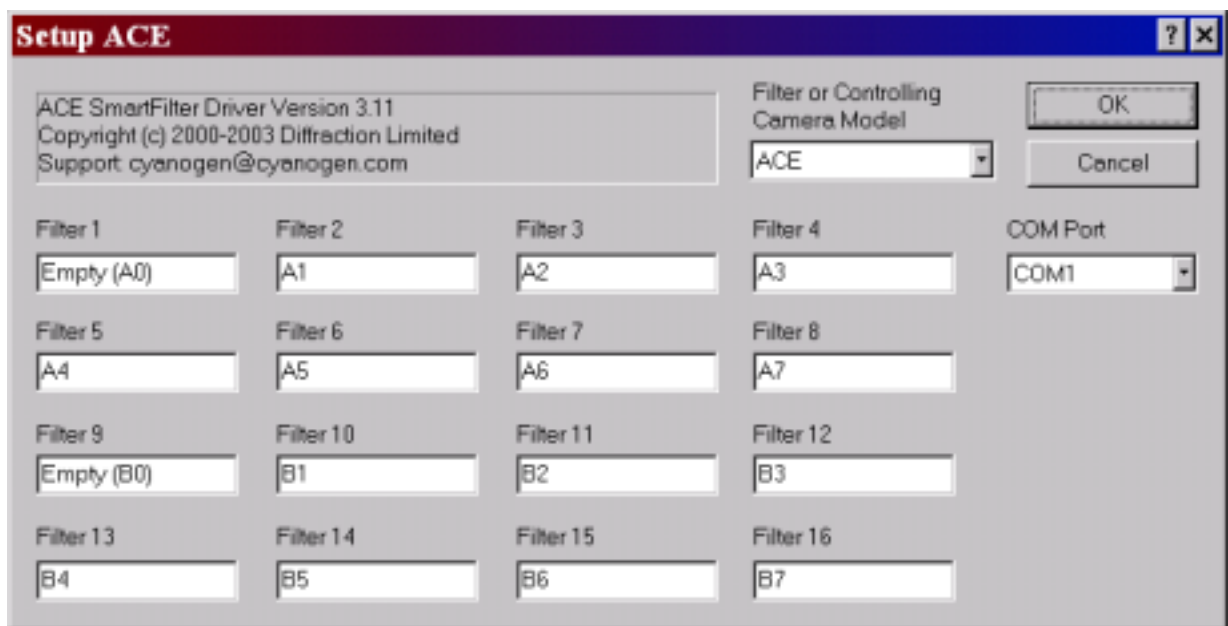 Setup ACE
ACE SmartFilter Driver Version 3.11
Copyright (c) 2000-2003 Diffraction Limited
Support: cyanogen@cyanogen.com
Filter or Controlling
Camera Model
ACE
OK
Cancel
Filter 1
Filter 2
Filter 3
Filter 4
COM Port
Empty (A0)
A1
A2
A3
COM1
Filter 5
Filter 6
Filter 7
Filter 8
A4
A5
A6
A7
Filter 9
Filter 10
Filter 11
Filter 12
Empty (B0)
B1
B2
B3
Filter 13
Filter 14
Filter 15
Filter 16
B4
B5
B6
B7